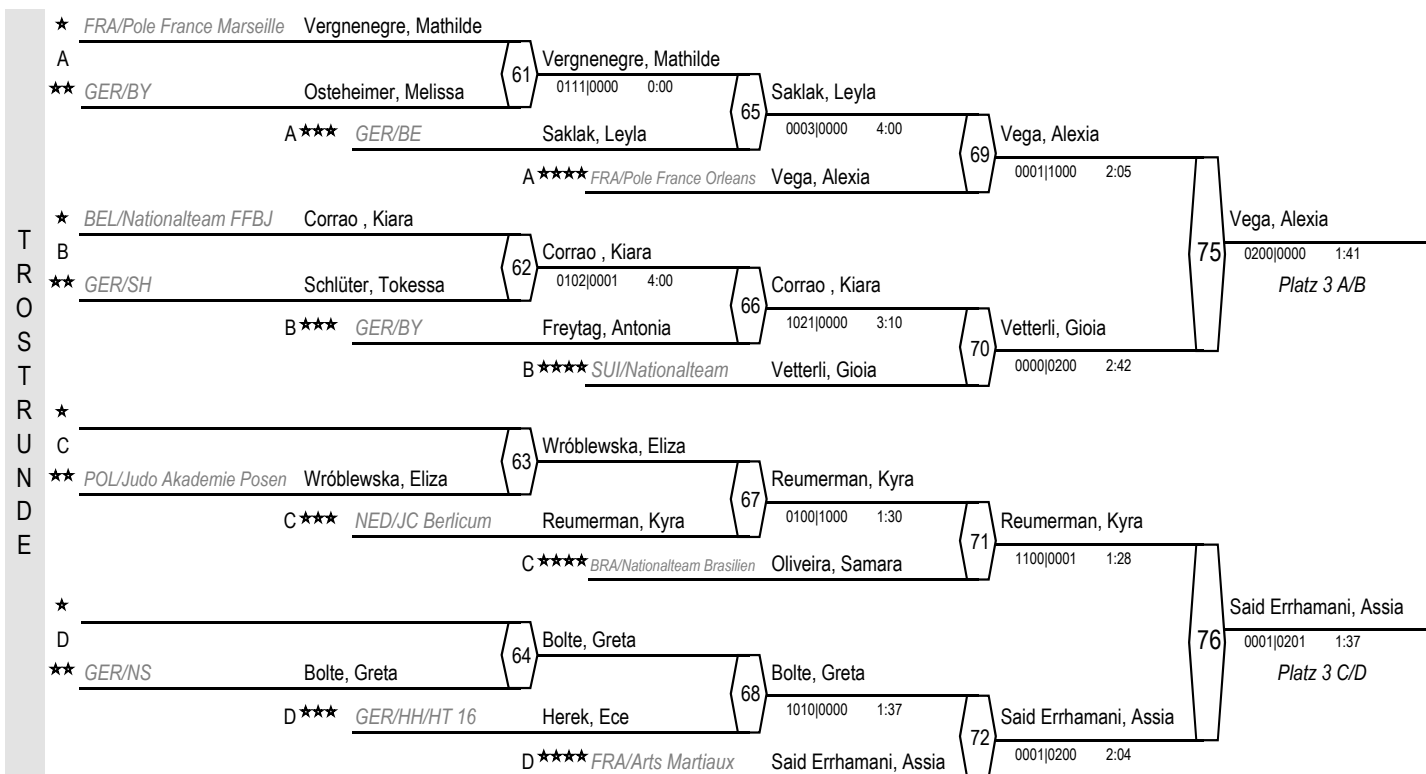 TROSTRUNDE
★ FRA/Pole France Marseille Vergnenegre, Mathilde
A
61 Vergnenegre, Mathilde
0111|0000 0:00
★★ GER/BY Osteheimer, Melissa
65 Saklak, Leyla
0003|0000 4:00
A ★★★ GER/BE Saklak, Leyla
69 Vega, Alexia
0001|1000 2:05
A ★★★★ FRA/Pole France Orleans Vega, Alexia
★ BEL/Nationalteam FFBJ Corrao , Kiara
75 Vega, Alexia
0200|0000 1:41
Platz 3 A/B
B
62 Corrao , Kiara
0102|0001 4:00
★★ GER/SH Schlüter, Tokessa
66 Corrao , Kiara
1021|0000 3:10
B ★★★ GER/BY Freytag, Antonia
70 Vetterli, Gioia
0000|0200 2:42
B ★★★★ SUI/Nationalteam Vetterli, Gioia
★
C
63 Wróblewska, Eliza
★★ POL/Judo Akademie Posen Wróblewska, Eliza
67 Reumerman, Kyra
0100|1000 1:30
C ★★★ NED/JC Berlicum Reumerman, Kyra
71 Reumerman, Kyra
1100|0001 1:28
C ★★★★ BRA/Nationalteam Brasilien Oliveira, Samara
★
76 Said Errhamani, Assia
0001|0201 1:37
Platz 3 C/D
D
64 Bolte, Greta
★★ GER/NS Bolte, Greta
68 Bolte, Greta
1010|0000 1:37
D ★★★ GER/HH/HT 16 Herek, Ece
72 Said Errhamani, Assia
0001|0200 2:04
D ★★★★ FRA/Arts Martiaux Said Errhamani, Assia